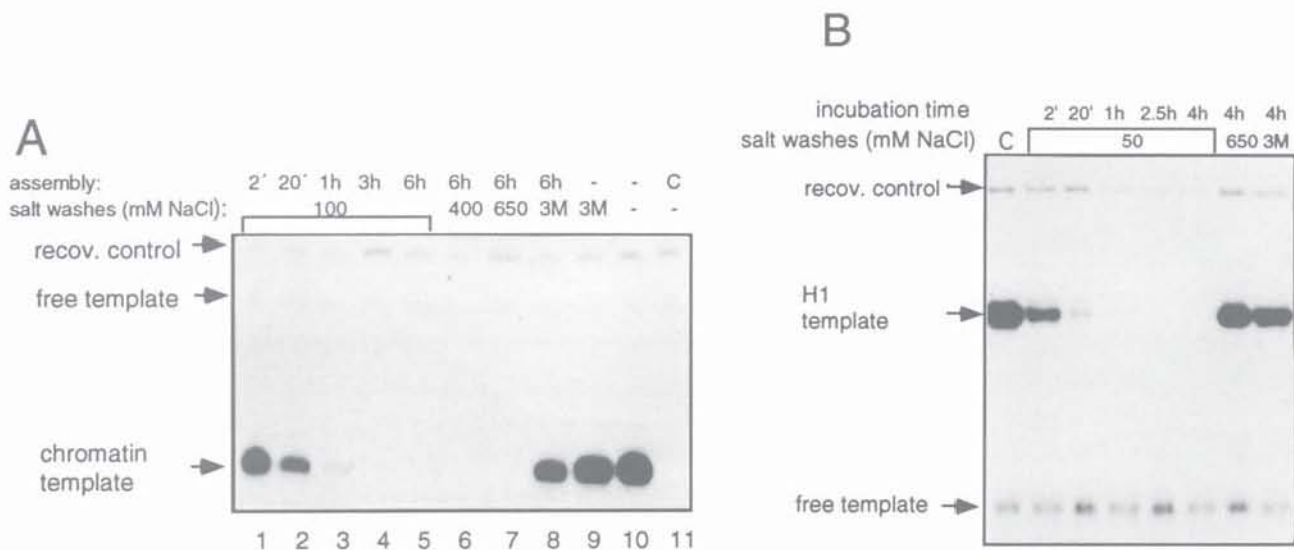 A
assembly: 2´ 20´ 1h 3h 6h 6h 6h 6h - - C
salt washes (mM NaCl): 100 400 650 3M 3M - -
recov. control
free template
chromatin
template
1 2 3 4 5 6 7 8 9 10 11
B
incubation time 2' 20' 1h 2.5h 4h 4h 4h
salt washes (mM NaCl) C 50 650 3M
recov. control
H1
template
free template